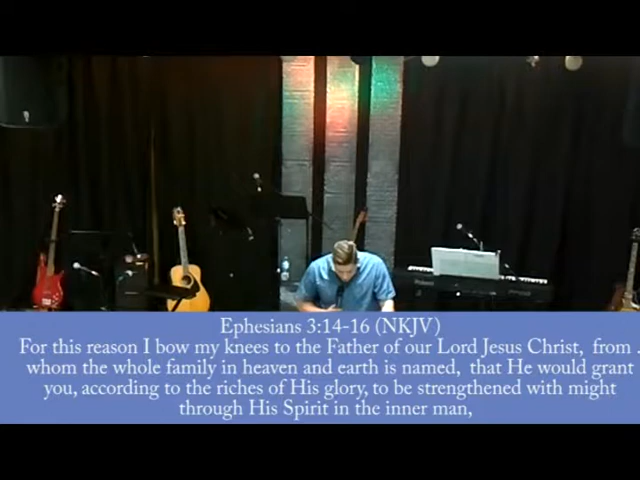 Ephesians 3:14-16 (NKJV)
For this reason I bow my knees to the Father of our Lord Jesus Christ, from
whom the whole family in heaven and earth is named, that He would grant
you, according to the riches of His glory, to be strengthened with might
through His Spirit in the inner man,